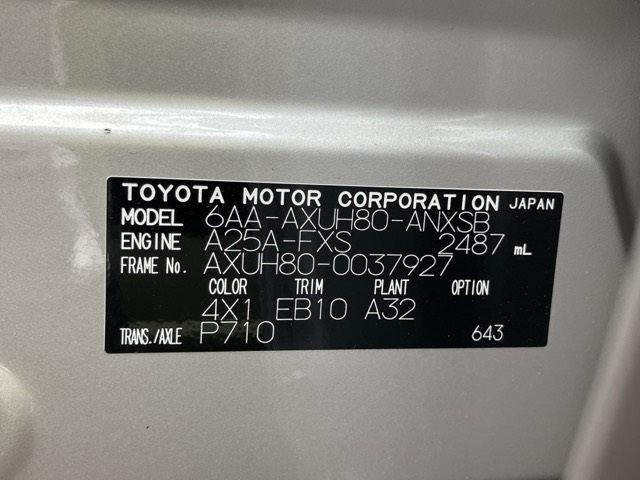 TOYOTA MOTOR CORPORATION JAPAN
MODEL 6AA-AXUH80-ANXSB
ENGINE A25A-FXS 2487 mL
FRAME No. AXUH80-0037927
COLOR TRIM PLANT OPTION
4X1 EB10 A32
TRANS./AXLE P710 643